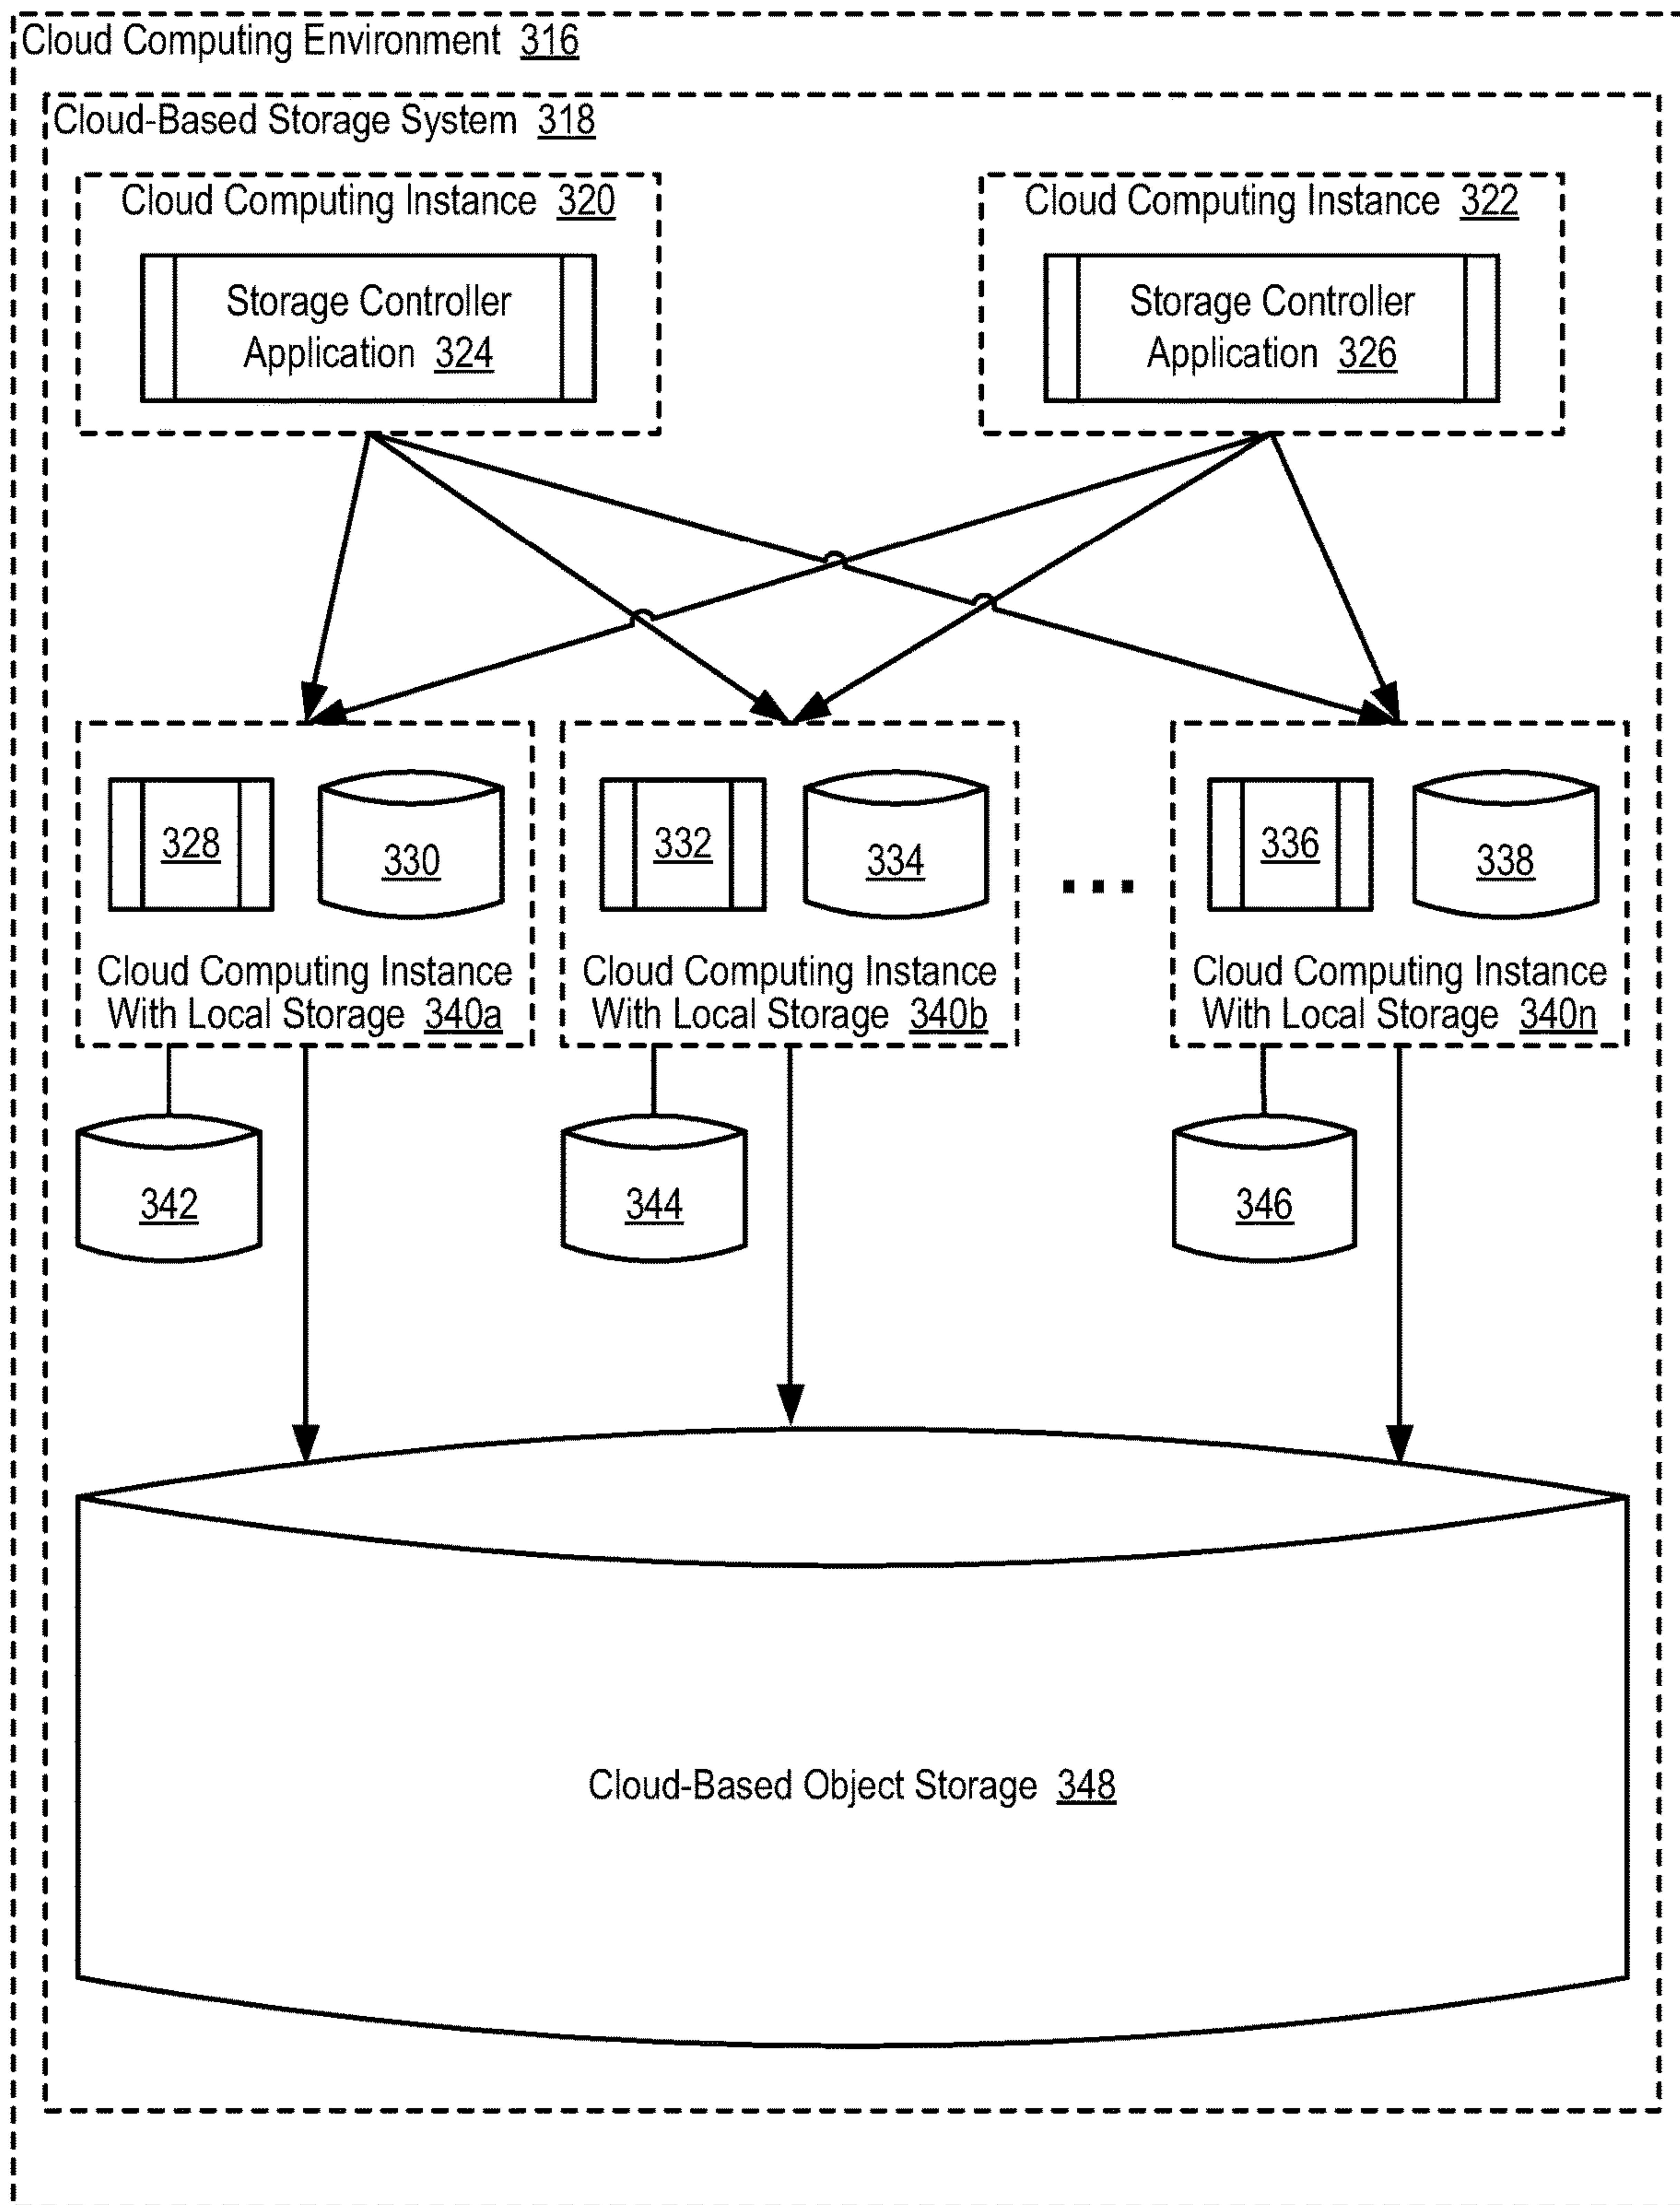 Cloud Computing Environment 316
Cloud-Based Storage System 318
Cloud Computing Instance 320
Storage Controller
Application 324
Cloud Computing Instance 322
Storage Controller
Application 326
328
330
Cloud Computing Instance
With Local Storage 340a
332
334
Cloud Computing Instance
With Local Storage 340b
...
336
338
Cloud Computing Instance
With Local Storage 340n
342
344
346
Cloud-Based Object Storage 348